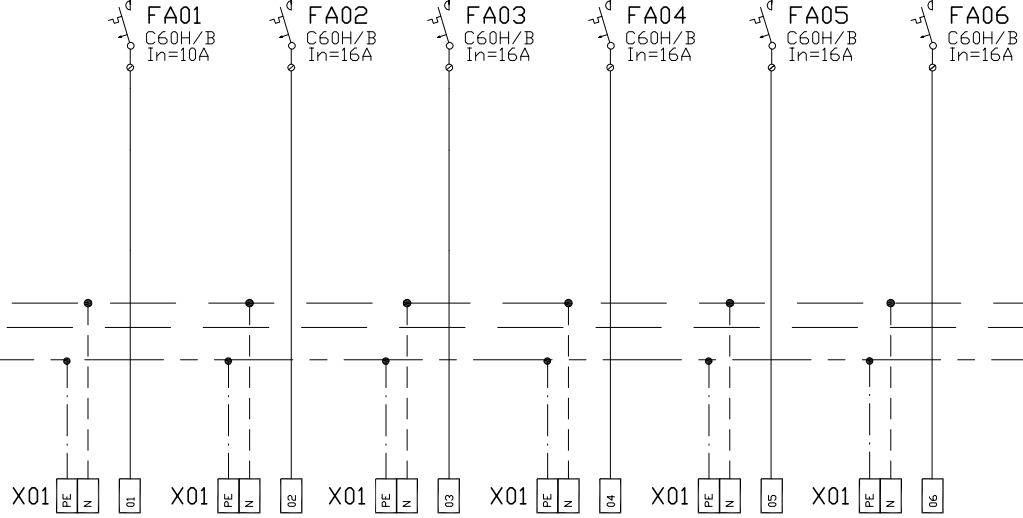 FA01
C60H/B
In=10A
FA02
C60H/B
In=16A
FA03
C60H/B
In=16A
FA04
C60H/B
In=16A
FA05
C60H/B
In=16A
FA06
C60H/B
In=16A
X01 PE N 01
X01 PE N 02
X01 PE N 03
X01 PE N 04
X01 PE N 05
X01 PE N 06